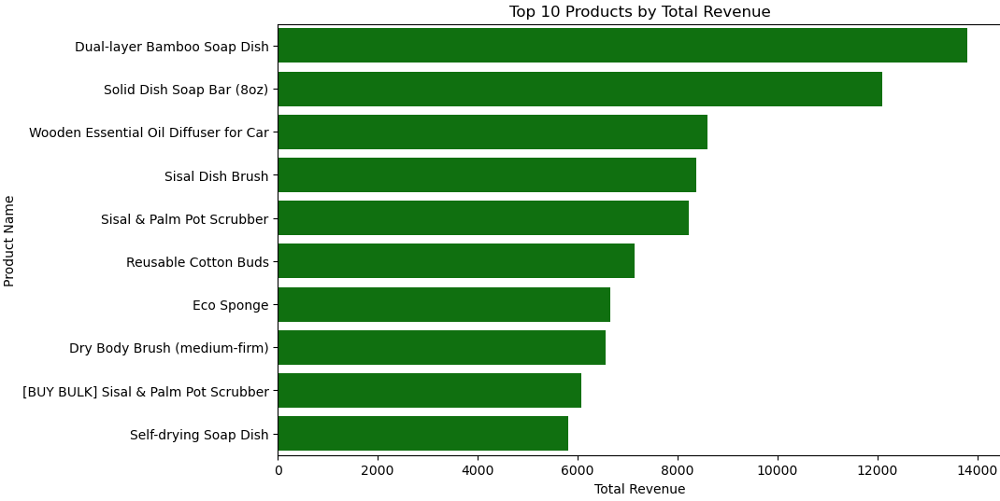 Top 10 Products by Total Revenue
Product Name
Dual-layer Bamboo Soap Dish
Solid Dish Soap Bar (8oz)
Wooden Essential Oil Diffuser for Car
Sisal Dish Brush
Sisal & Palm Pot Scrubber
Reusable Cotton Buds
Eco Sponge
Dry Body Brush (medium-firm)
[BUY BULK] Sisal & Palm Pot Scrubber
Self-drying Soap Dish
0 2000 4000 6000 8000 10000 12000 14000
Total Revenue